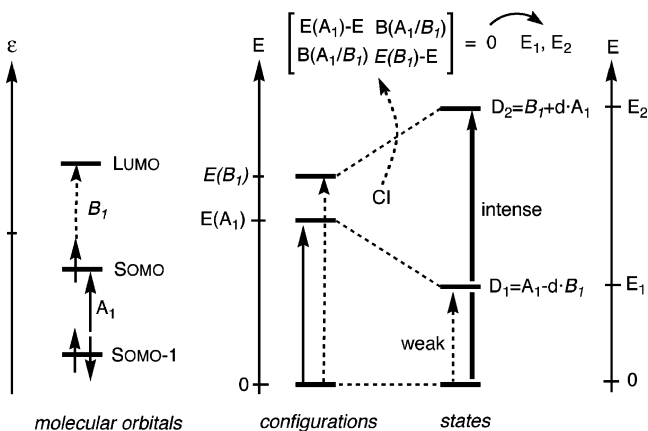 ε
LUMO
B₁
SOMO
A₁
SOMO-1
molecular orbitals
E
E(A₁)-E B(A₁/B₁)
B(A₁/B₁) E(B₁)-E
= 0 E₁, E₂
E(B₁)
E(A₁)
0
CI
configurations
D₂=B₁+d·A₁
intense
D₁=A₁-d·B₁
weak
states
E
E₂
E₁
0